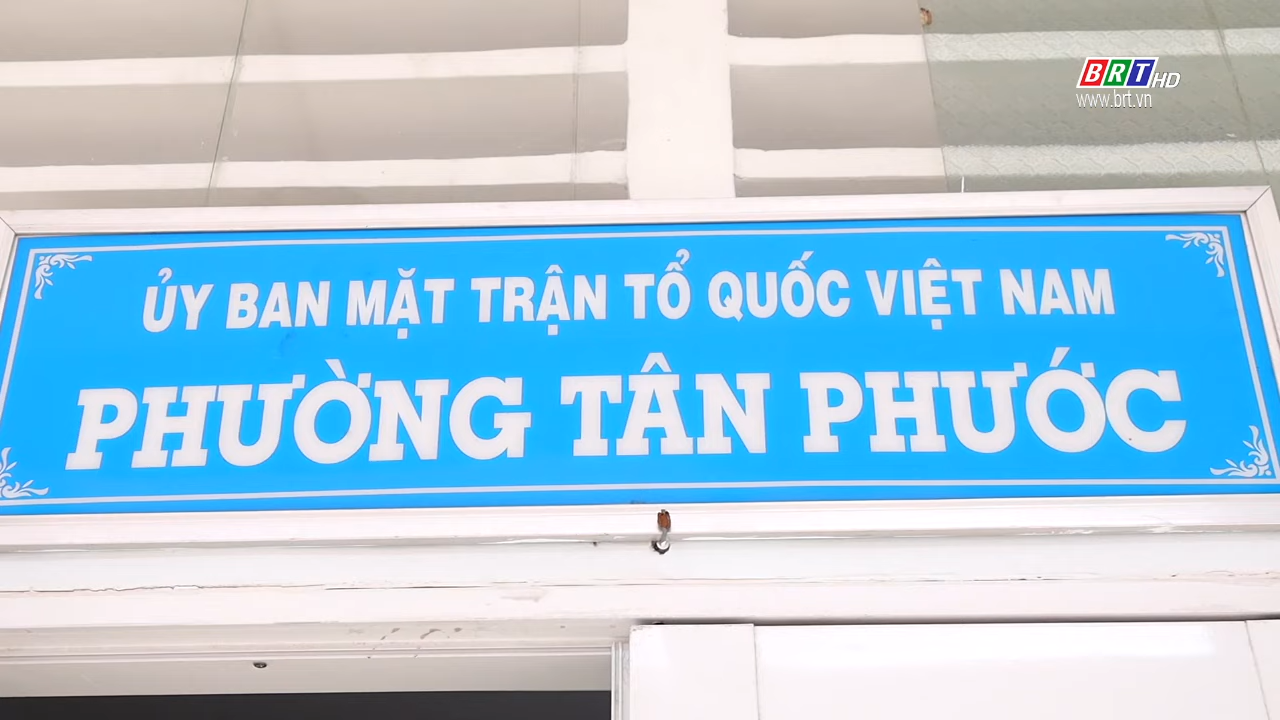 BRT HD
www.brt.vn
ỦY BAN MẶT TRẬN TỔ QUỐC VIỆT NAM
PHƯỜNG TÂN PHƯỚC